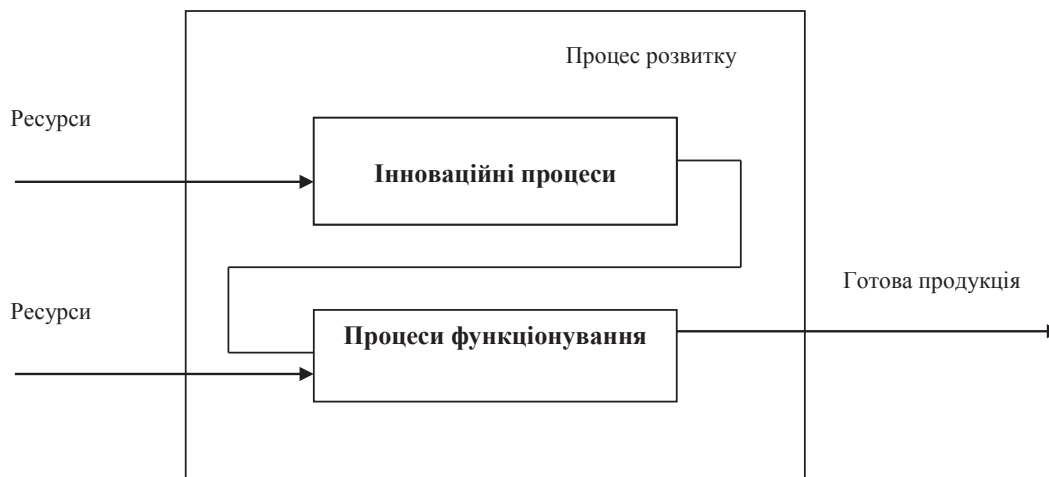 Процес розвитку
Ресурси
Інноваційні процеси
Готова продукція
Ресурси
Процеси функціонування